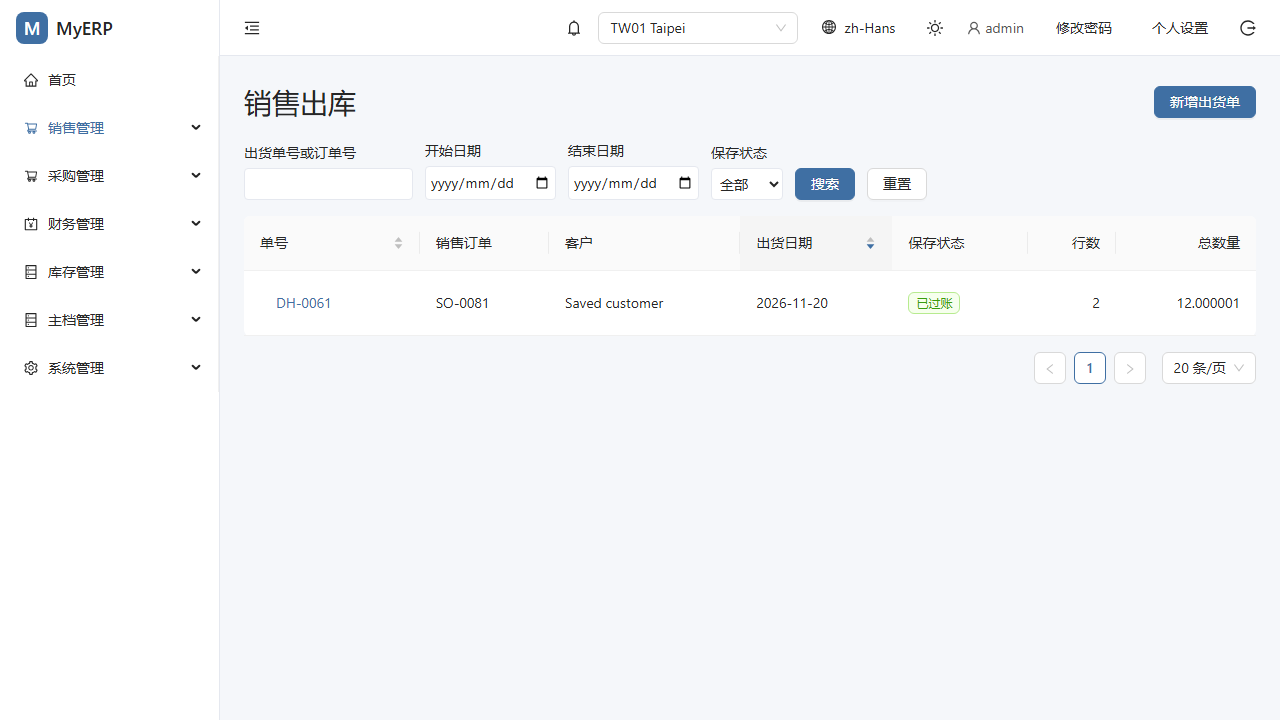 M MyERP
TW01 Taipei
zh-Hans
admin
修改密码
个人设置
首页
销售管理
采购管理
财务管理
库存管理
主档管理
系统管理
销售出库
新增出货单
出货单号或订单号
开始日期
结束日期
保存状态
yyyy/mm/dd
yyyy/mm/dd
全部
搜索
重置
单号 销售订单 客户 出货日期 保存状态 行数 总数量
DH-0061 SO-0081 Saved customer 2026-11-20 已过账 2 12.000001
< 1 > 20 条/页